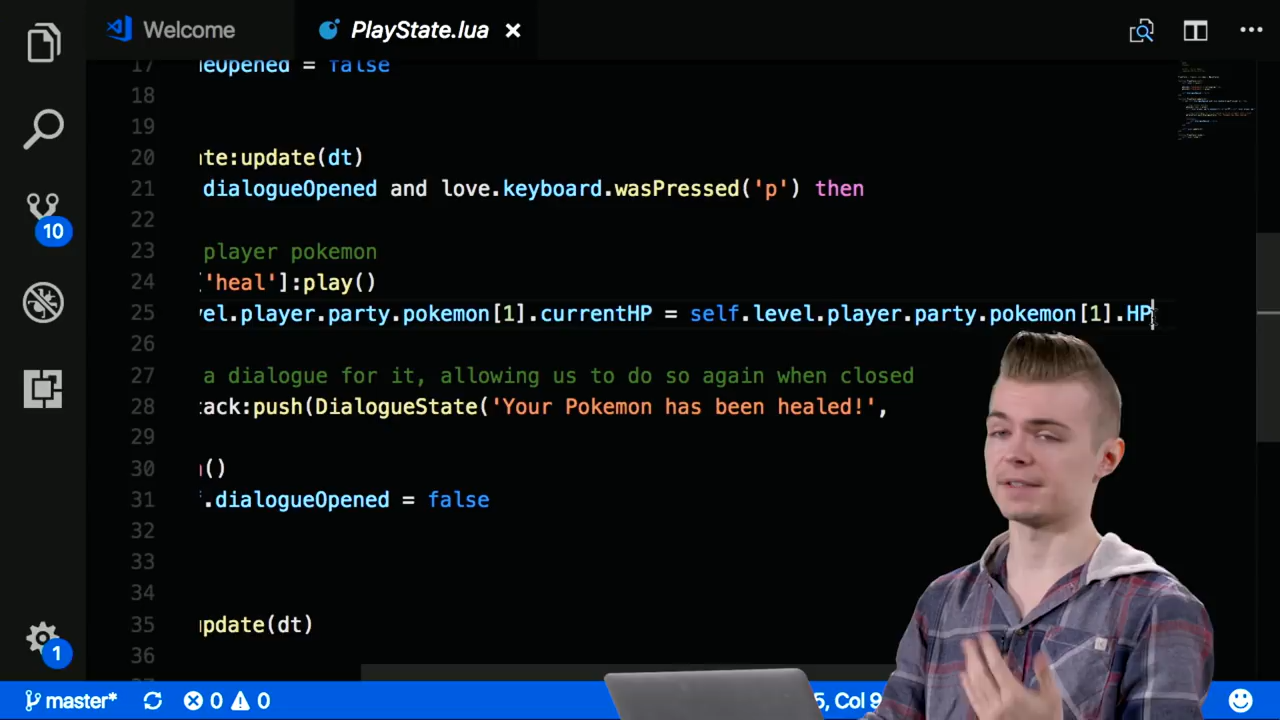 Welcome
PlayState.lua
17 = false
18
19
20 te:update(dt)
21 dialogueOpened and love.keyboard.wasPressed('p') then
22
23 player pokemon
24 ['heal']:play()
25 vel.player.party.pokemon[1].currentHP = self.level.player.party.pokemon[1].HP
26
27 a dialogue for it, allowing us to do so again when closed
28 tack:push(DialogueState('Your Pokemon has been healed!',
29
30 ()
31 .dialogueOpened = false
32
33
34
35 update(dt)
36
10
1
master*
0
0
5, Col 9